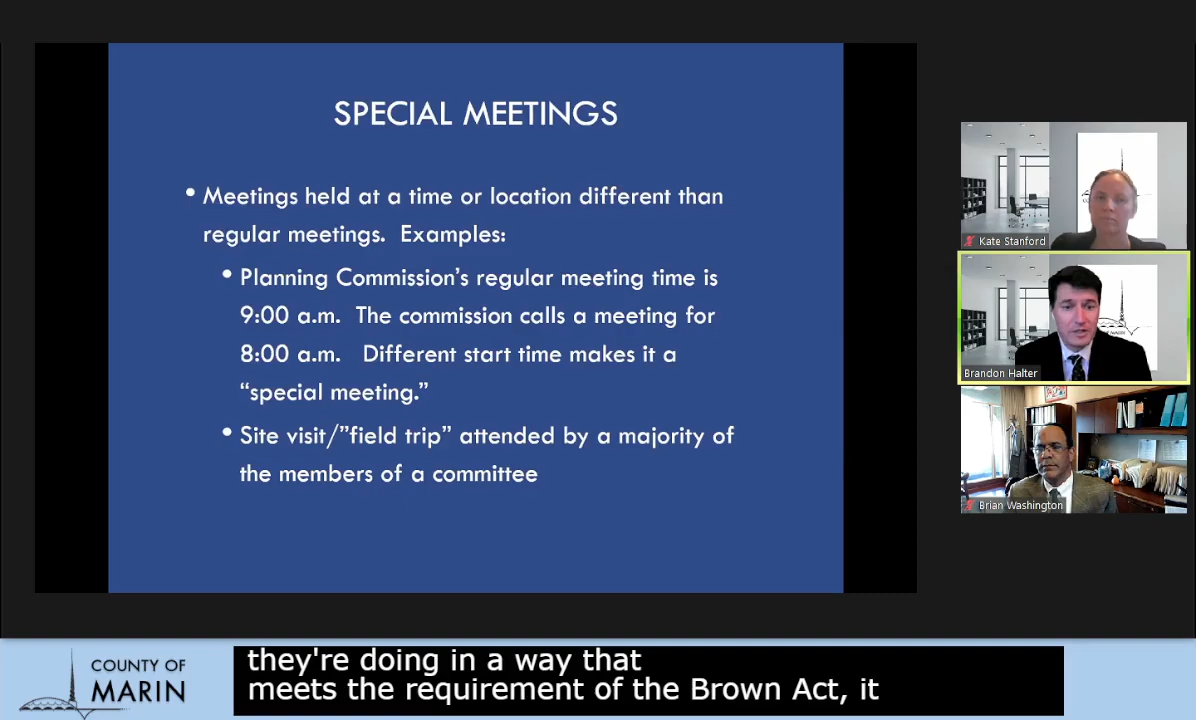 SPECIAL MEETINGS
• Meetings held at a time or location different than
regular meetings.  Examples:
• Planning Commission's regular meeting time is
9:00 a.m.  The commission calls a meeting for
8:00 a.m.   Different start time makes it a
“special meeting.”
• Site visit/”field trip” attended by a majority of
the members of a committee
Kate Stanford
Brandon Halter
Brian Washington
COUNTY OF
MARIN
they're doing in a way that
meets the requirement of the Brown Act, it